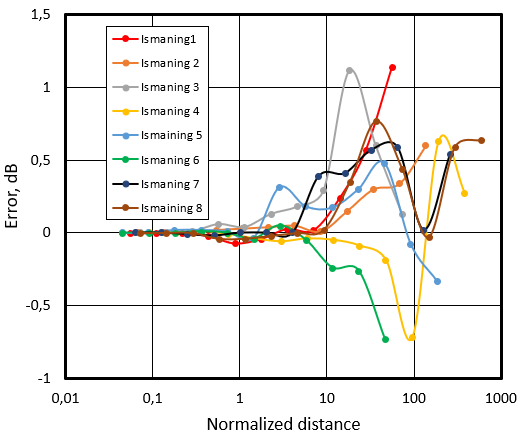 1,5
1
0,5
0
-0,5
-1
Error, dB
Ismaning1
Ismaning 2
Ismaning 3
Ismaning 4
Ismaining 5
Ismaning 6
Ismaning 7
Ismaning 8
0,01
0,1
1
10
100
1000
Normalized distance